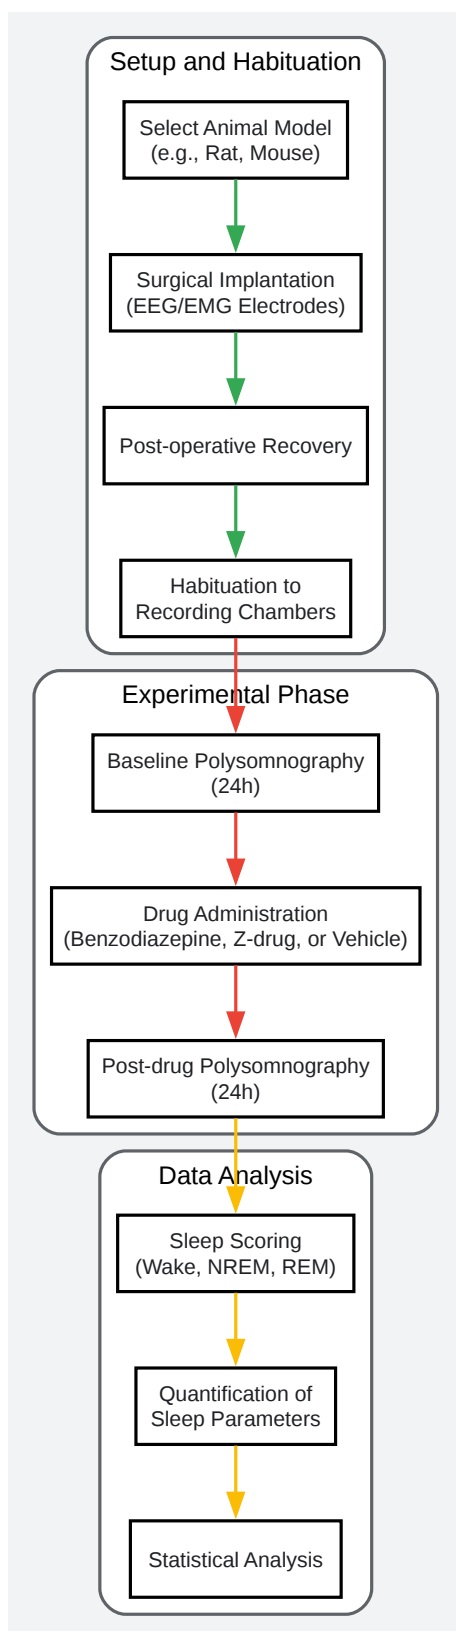 Setup and Habituation
Select Animal Model
(e.g., Rat, Mouse)
Surgical Implantation
(EEG/EMG Electrodes)
Post-operative Recovery
Habituation to
Recording Chambers
Experimental Phase
Baseline Polysomnography
(24h)
Drug Administration
(Benzodiazepine, Z-drug, or Vehicle)
Post-drug Polysomnography
(24h)
Data Analysis
Sleep Scoring
(Wake, NREM, REM)
Quantification of
Sleep Parameters
Statistical Analysis